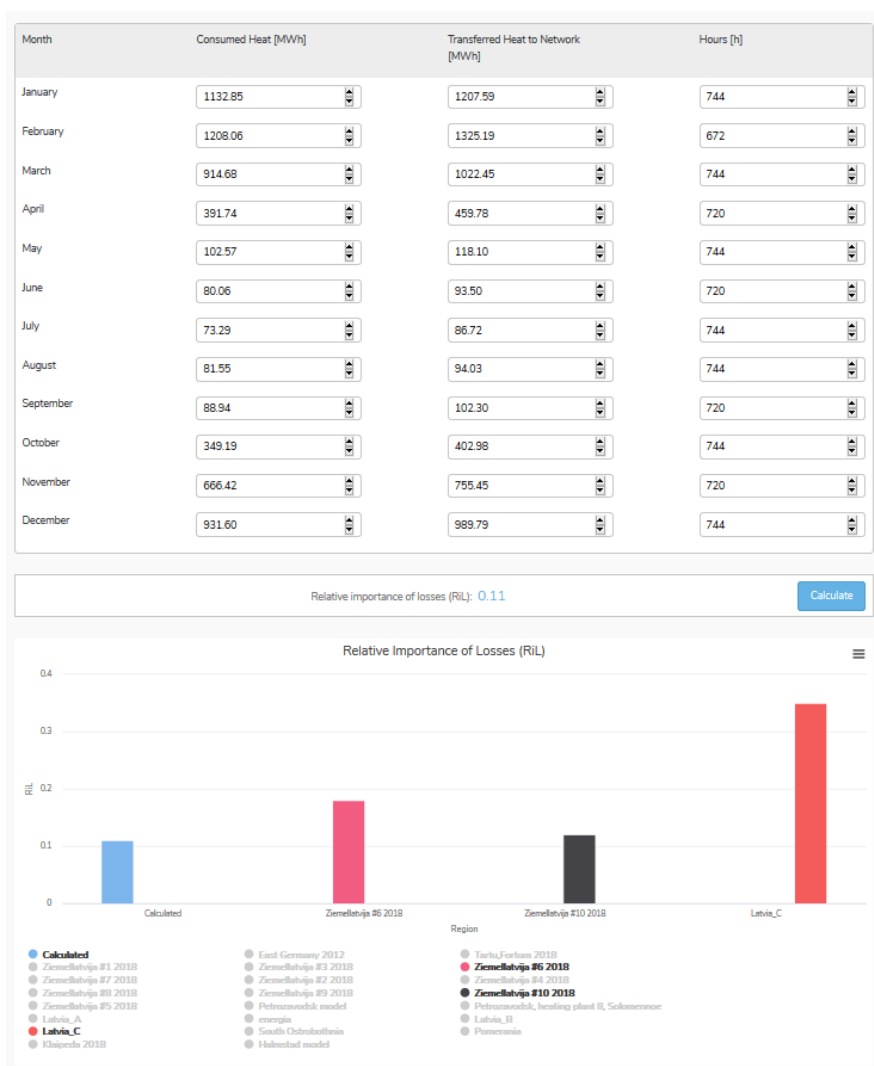 Month Consumed Heat [MWh] Transferred Heat to Network Hours [h]
[MWh]
January 1132.85 1207.59 744
February 1208.06 1325.19 672
March 914.68 1022.45 744
April 391.74 459.78 720
May 102.57 118.10 744
June 80.06 93.50 720
July 73.29 86.72 744
August 81.55 94.03 744
September 88.94 102.30 720
October 349.19 402.98 744
November 666.42 755.45 720
December 931.60 989.79 744
Relative importance of losses (RiL): 0.11 Calculate
Relative Importance of Losses (RiL)
0.4
0.3
0.2
0.1
0
RiL
Calculated Ziemellatvija #6 2018 Ziemellatvija #10 2018 Latvia_C
Region
Calculated East Germany 2012 Tartu,Fortum 2018
Ziemellatvija #1 2018 Ziemellatvija #3 2018 Ziemellatvija #6 2018
Ziemellatvija #7 2018 Ziemellatvija #2 2018 Ziemellatvija #4 2018
Ziemellatvija #8 2018 Ziemellatvija #9 2018 Ziemellatvija #10 2018
Ziemellatvija #5 2018 Petrozavodsk model Petrozavodsk, heating plant 8, Solomennoe
Latvia_A energia Latvia_B
Latvia_C South Ostrobothnia Pomerania
Klaipeda 2018 Halmstad model